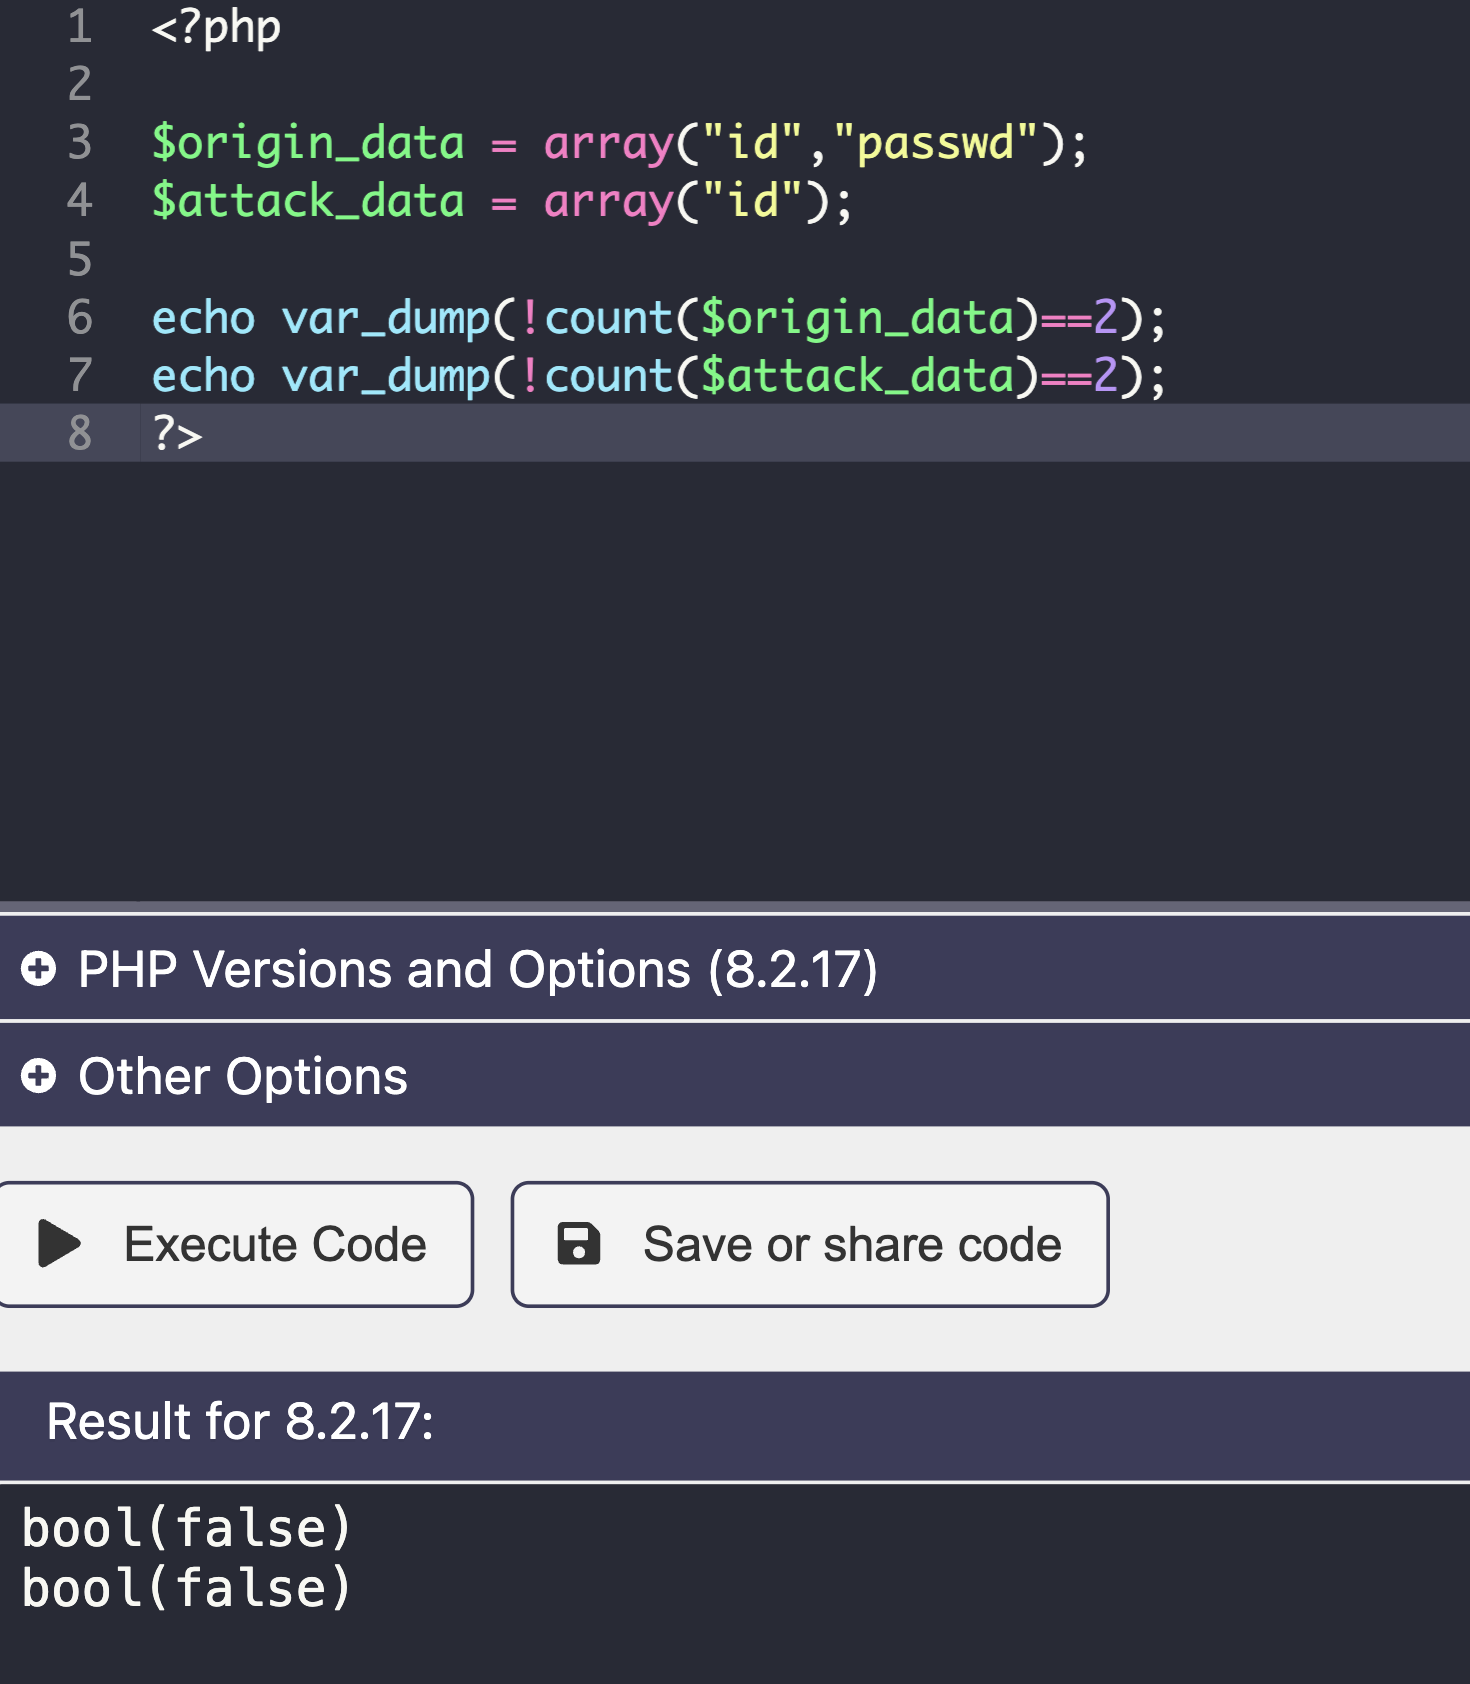 1 <?php
2
3 $origin_data = array("id","passwd");
4 $attack_data = array("id");
5
6 echo var_dump(!count($origin_data)==2);
7 echo var_dump(!count($attack_data)==2);
8 ?>
PHP Versions and Options (8.2.17)
Other Options
Execute Code Save or share code
Result for 8.2.17:
bool(false)
bool(false)